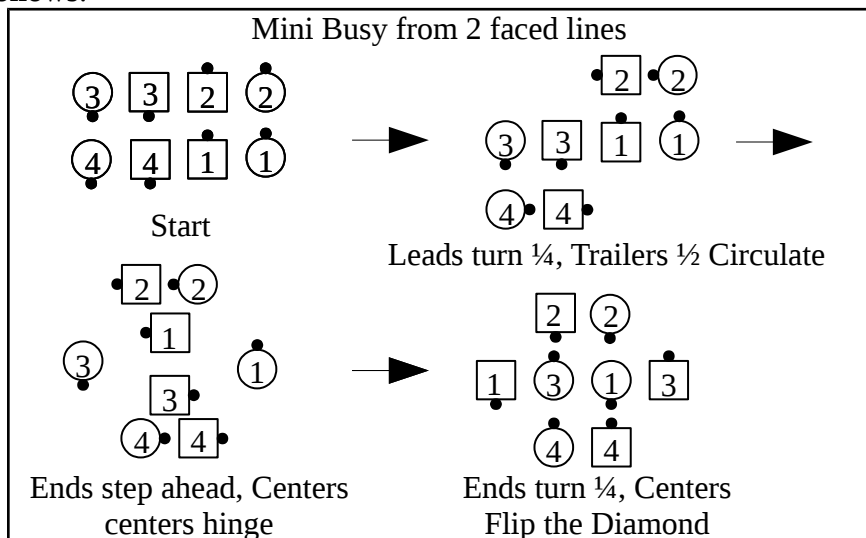 Mini Busy from 2 faced lines
3 3 2 2
4 4 1 1
Start
2 2
3 3 1 1
4 4
Leads turn ¼, Trailers ½ Circulate
2 2
1
3 1
3
4 4
Ends step ahead, Centers
centers hinge
2 2
1 3 1 3
4 4
Ends turn ¼, Centers
Flip the Diamond